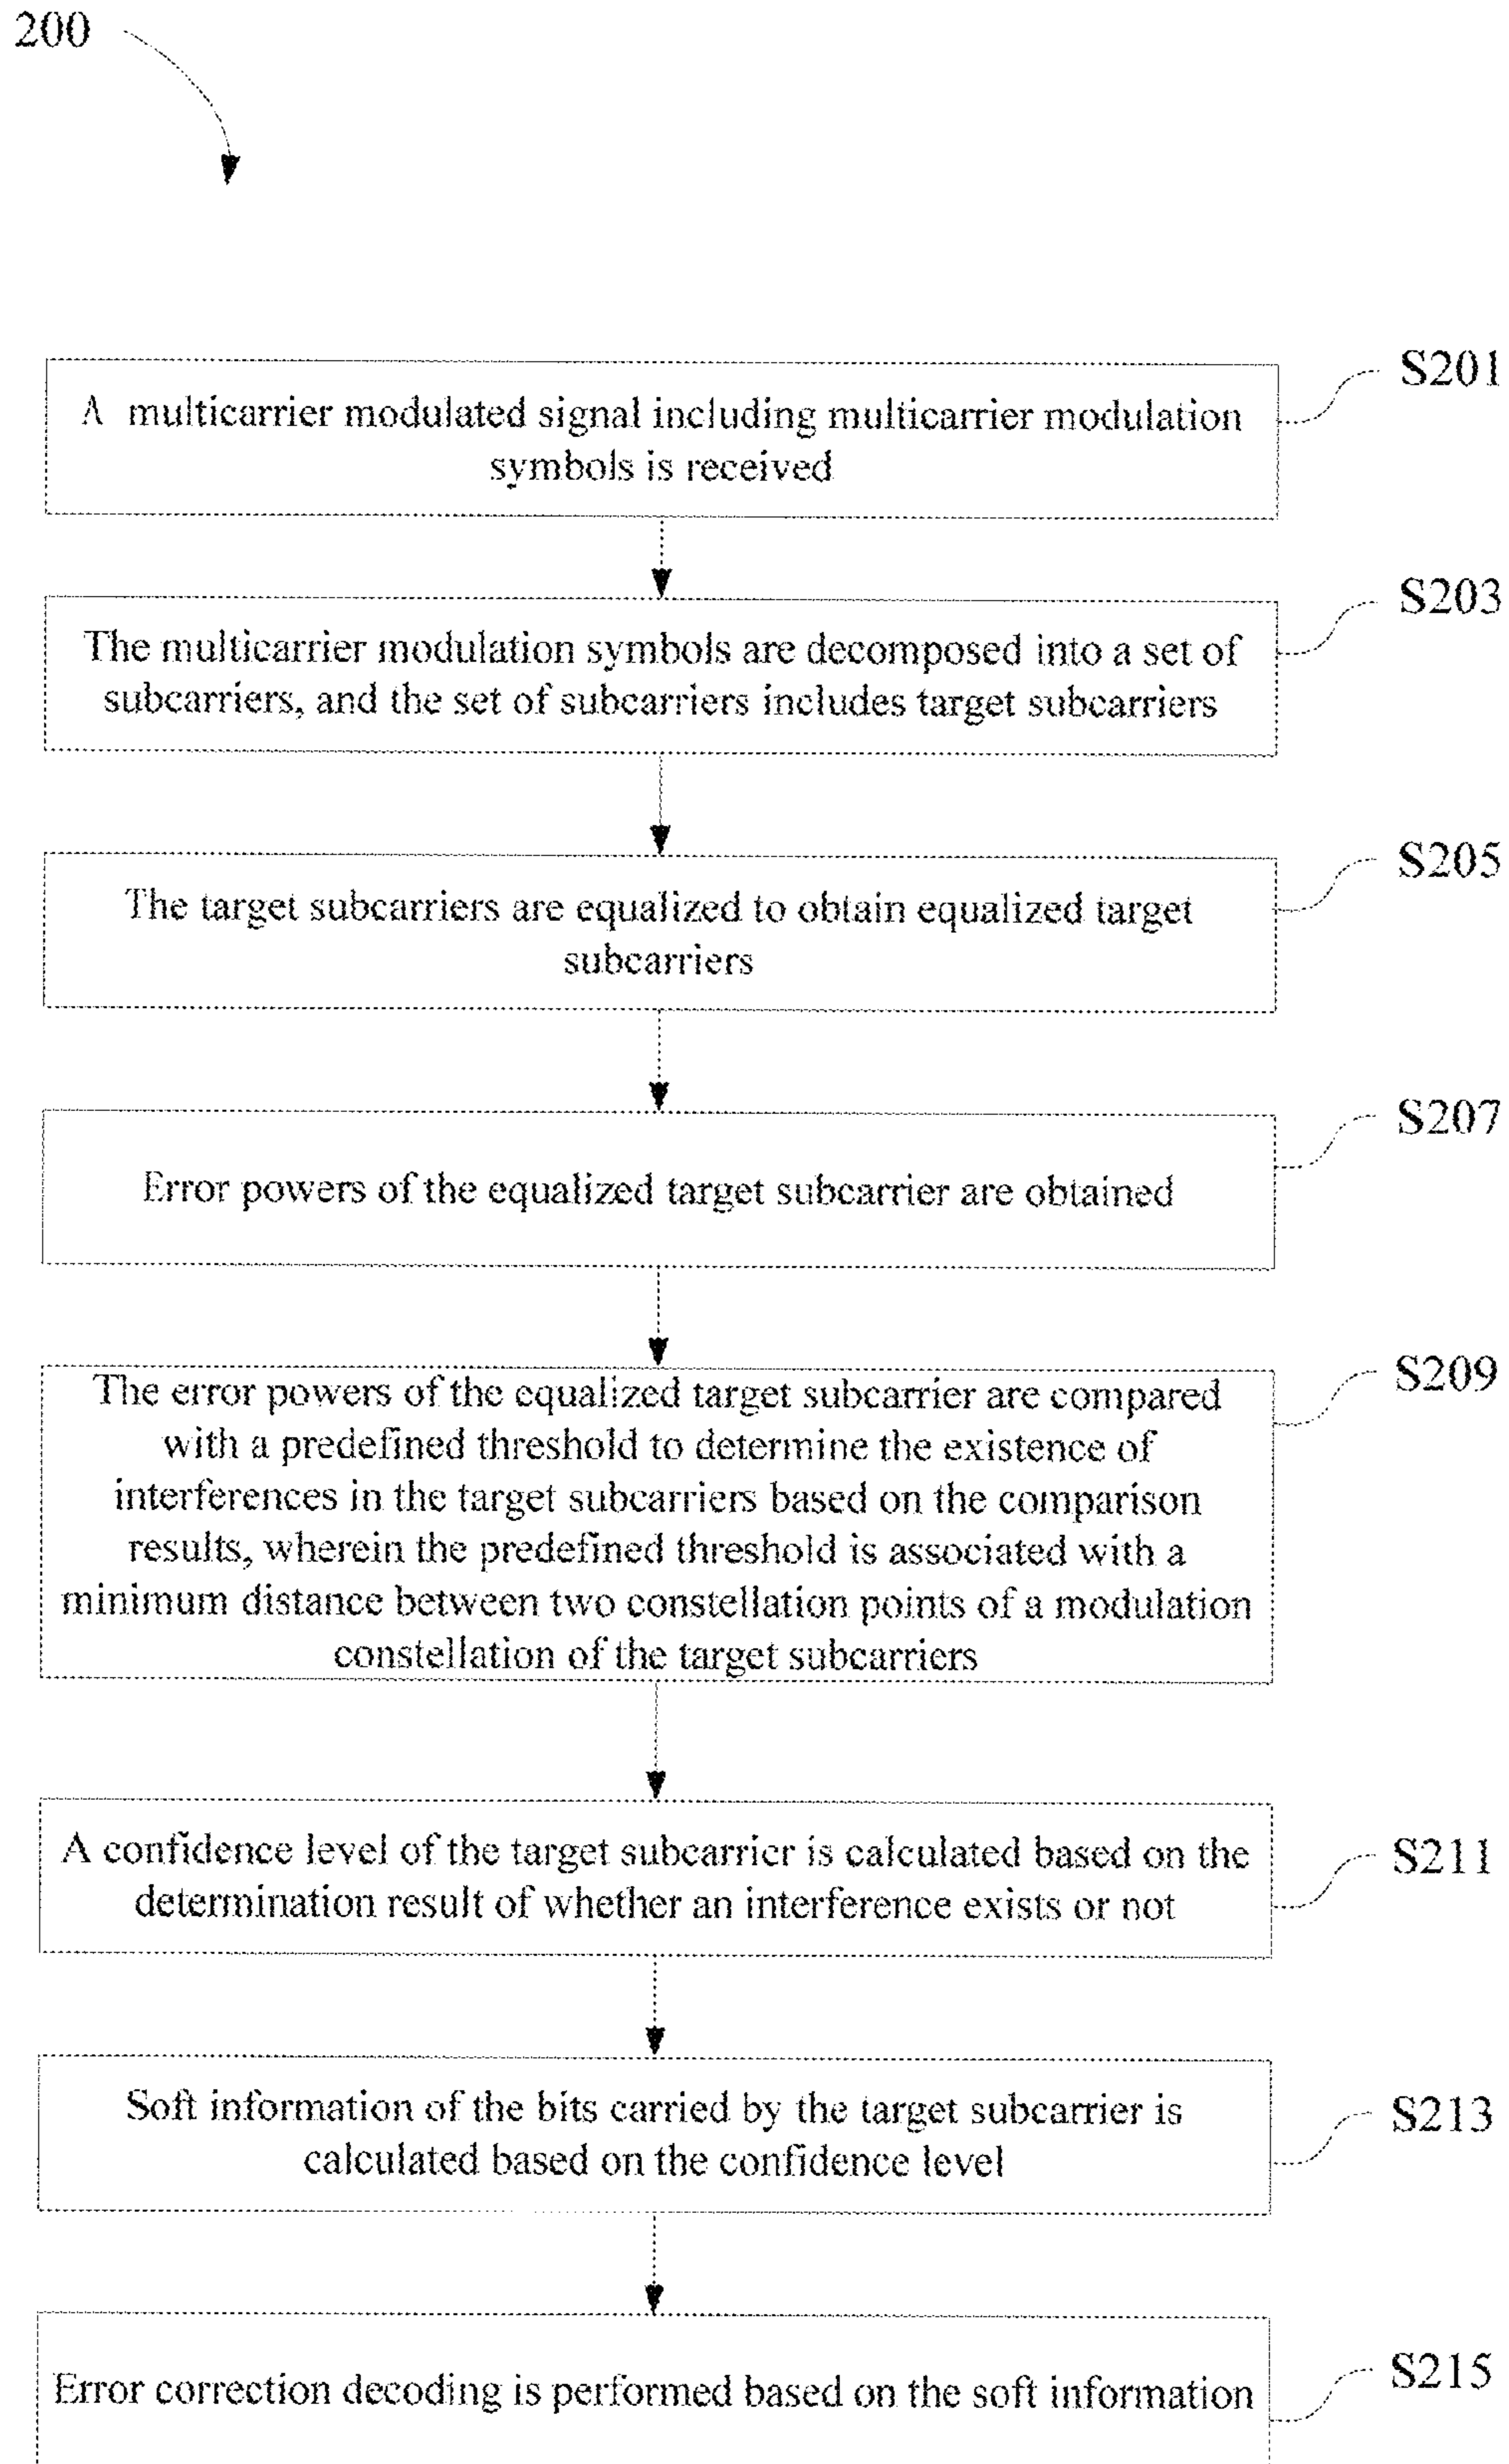 200
S201
A multicarrier modulated signal including multicarrier modulation
symbols is received
S203
The multicarrier modulation symbols are decomposed into a set of
subcarriers, and the set of subcarriers includes target subcarriers
S205
The target subcarriers are equalized to obtain equalized target
subcarriers
S207
Error powers of the equalized target subcarrier are obtained
S209
The error powers of the equalized target subcarrier are compared
with a predefined threshold to determine the existence of
interferences in the target subcarriers based on the comparison
results, wherein the predefined threshold is associated with a
minimum distance between two constellation points of a modulation
constellation of the target subcarriers
S211
A confidence level of the target subcarrier is calculated based on the
determination result of whether an interference exists or not
S213
Soft information of the bits carried by the target subcarrier is
calculated based on the confidence level
S215
Error correction decoding is performed based on the soft information